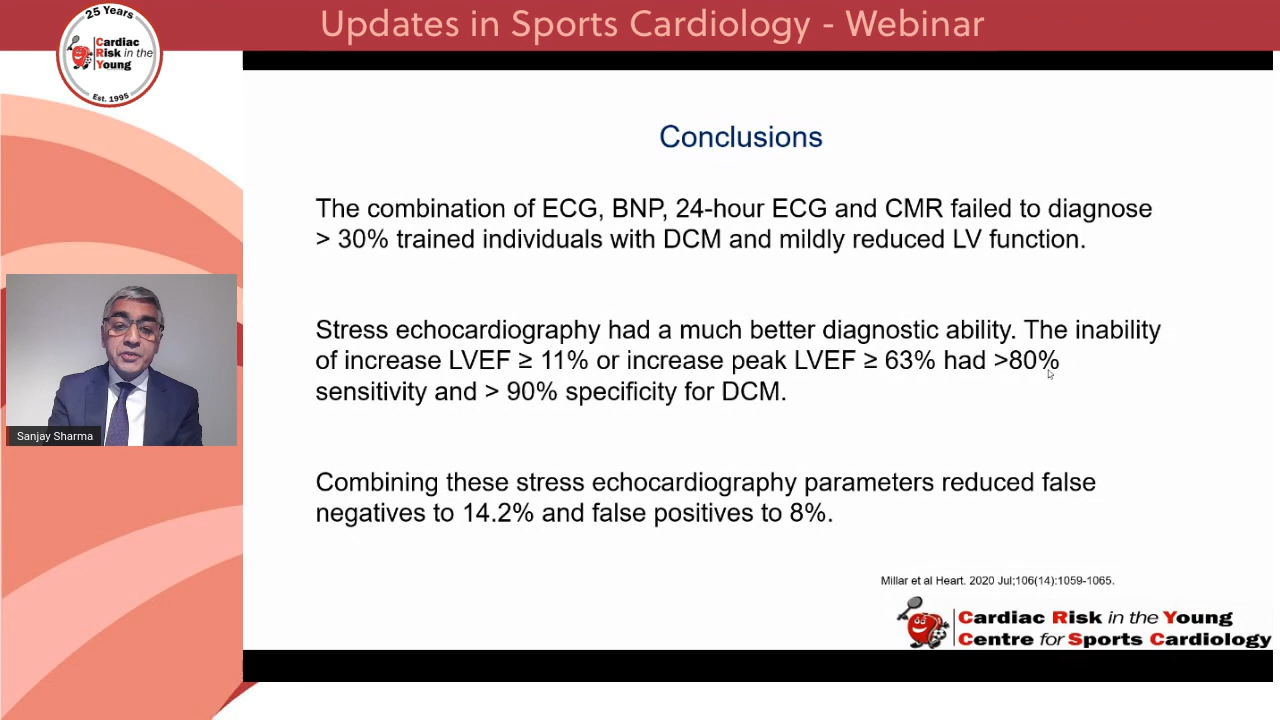 Updates in Sports Cardiology - Webinar
25 Years
Cardiac
Risk in the
Young
Est. 1995
Conclusions
The combination of ECG, BNP, 24-hour ECG and CMR failed to diagnose
> 30% trained individuals with DCM and mildly reduced LV function.
Stress echocardiography had a much better diagnostic ability. The inability
of increase LVEF ≥ 11% or increase peak LVEF ≥ 63% had >80%
sensitivity and > 90% specificity for DCM.
Combining these stress echocardiography parameters reduced false
negatives to 14.2% and false positives to 8%.
Sanjay Sharma
Millar et al Heart. 2020 Jul;106(14):1059-1065.
Cardiac Risk in the Young
Centre for Sports Cardiology